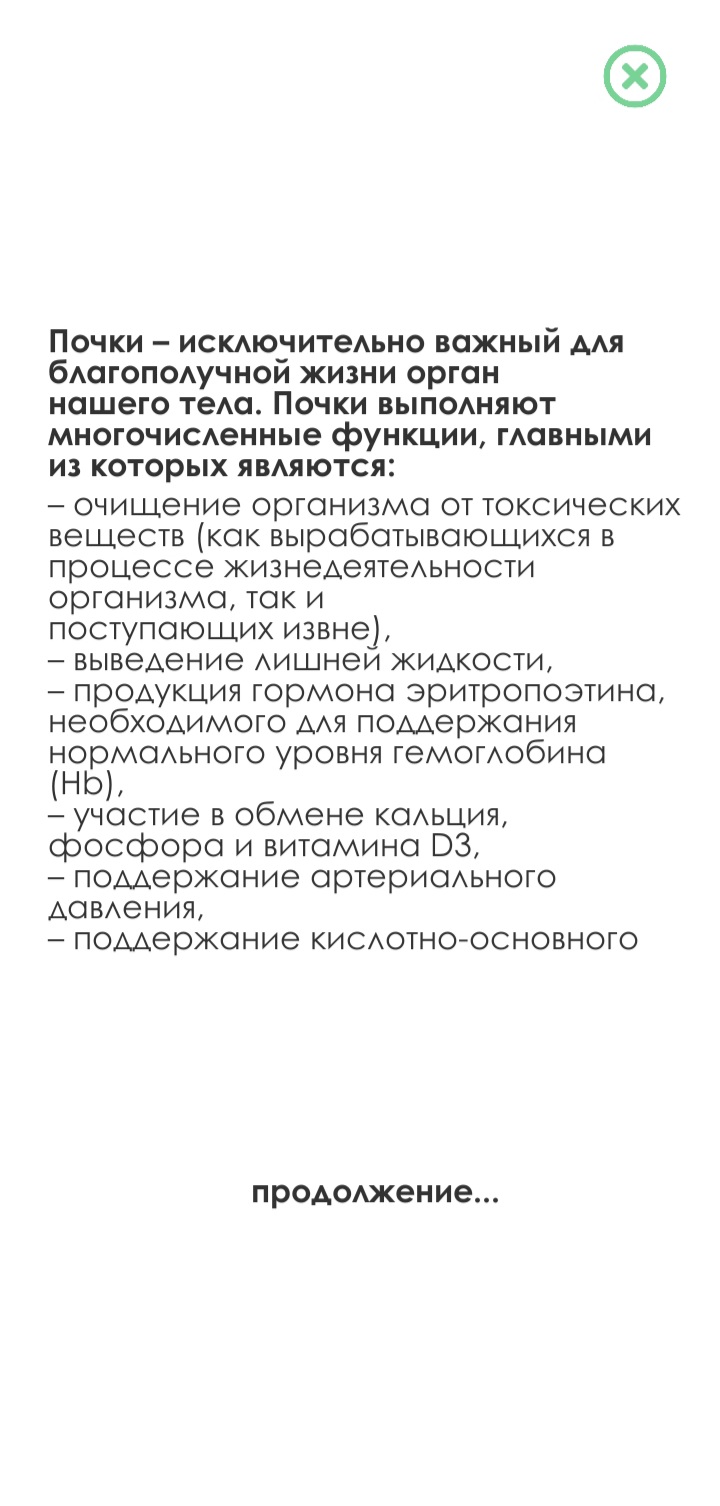 Почки – исключительно важный для
благополучной жизни орган
нашего тела. Почки выполняют
многочисленные функции, главными
из которых являются:
– очищение организма от токсических
веществ (как вырабатывающихся в
процессе жизнедеятельности
организма, так и
поступающих извне),
– выведение лишней жидкости,
– продукция гормона эритропоэтина,
необходимого для поддержания
нормального уровня гемоглобина
(Hb),
– участие в обмене кальция,
фосфора и витамина D3,
– поддержание артериального
давления,
– поддержание кислотно-основного
продолжение...